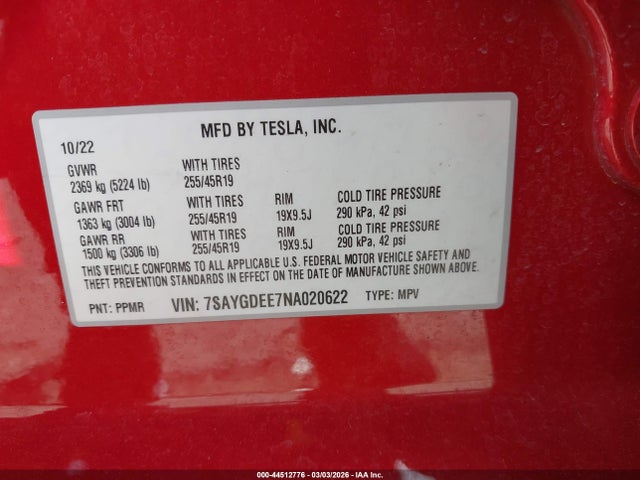 MFD BY TESLA, INC.
10/22
GVWR WITH TIRES
2369 kg (5224 lb) 255/45R19
GAWR FRT WITH TIRES RIM COLD TIRE PRESSURE
1363 kg (3004 lb) 255/45R19 19X9.5J 290 kPa, 42 psi
GAWR RR WITH TIRES RIM COLD TIRE PRESSURE
1500 kg (3306 lb) 255/45R19 19X9.5J 290 kPa, 42 psi
THIS VEHICLE CONFORMS TO ALL APPLICABLE U.S. FEDERAL MOTOR VEHICLE SAFETY AND
THEFT PREVENTION STANDARDS IN EFFECT ON THE DATE OF MANUFACTURE SHOWN ABOVE.
PNT: PPMR VIN: 7SAYGDEE7NA020622 TYPE: MPV
000-44512776 | 03/03/2026 | IAA Inc.